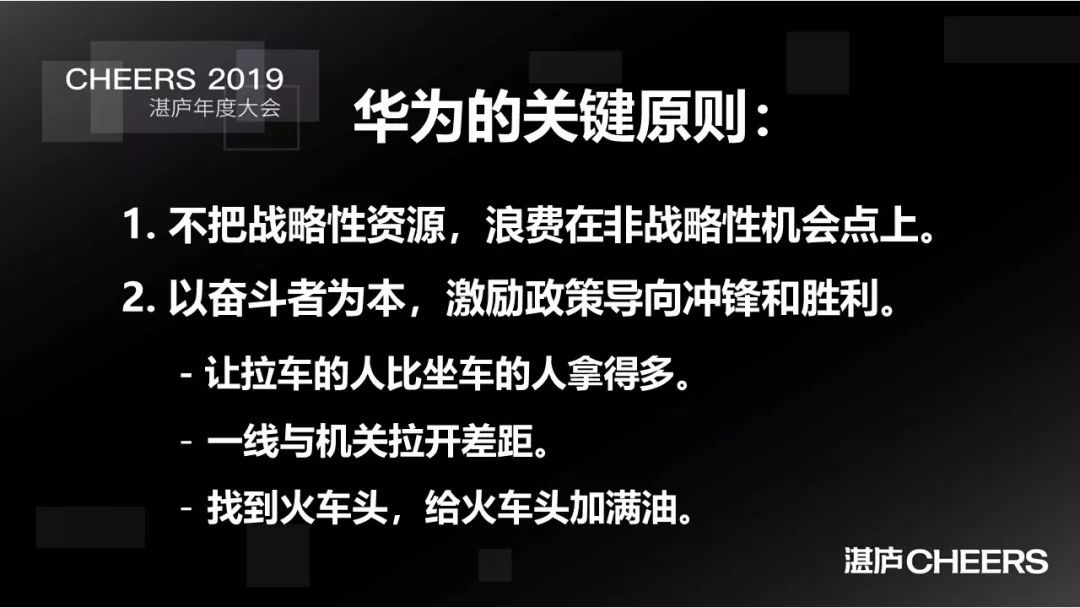 CHEERS 2019
湛庐年度大会
华为的关键原则：
1. 不把战略性资源，浪费在非战略性机会点上。
2. 以奋斗者为本，激励政策导向冲锋和胜利。
- 让拉车的人比坐车的人拿得多。
- 一线与机关拉开差距。
- 找到火车头，给火车头加满油。
湛庐CHEERS